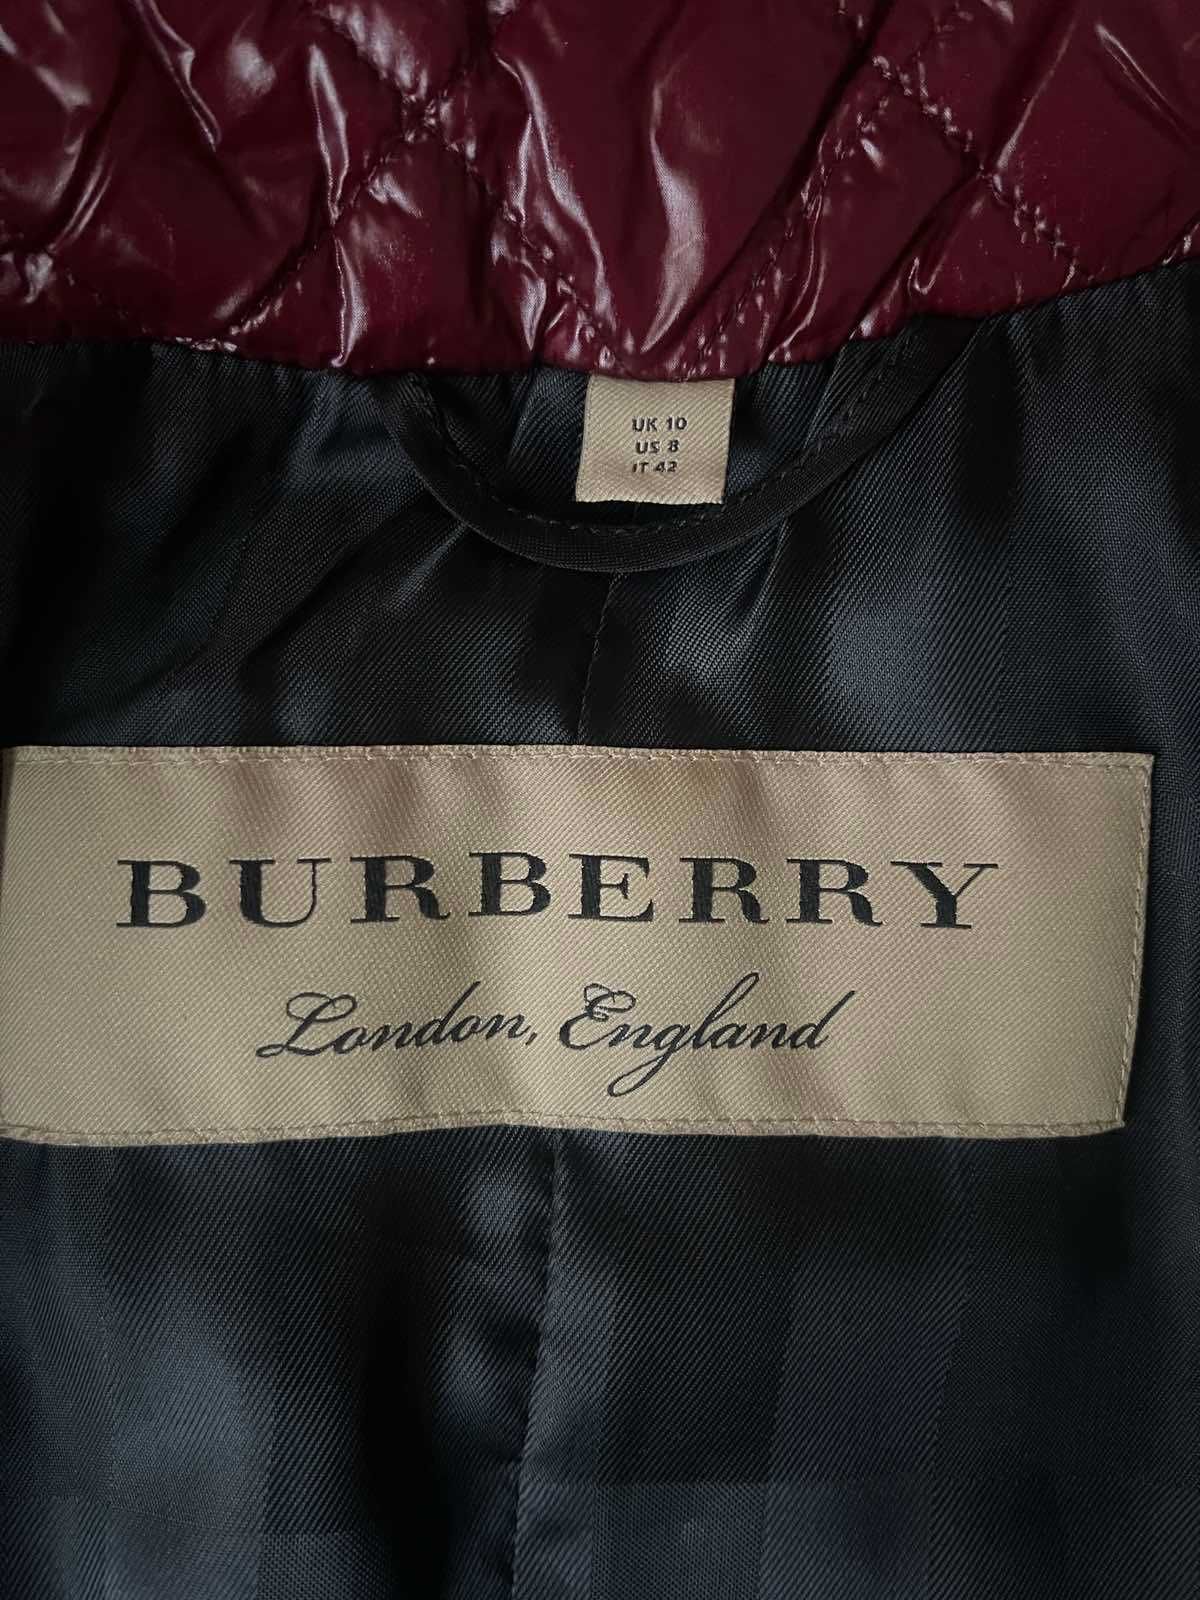 UK 10
US 8
IT 42
BURBERRY
London, England